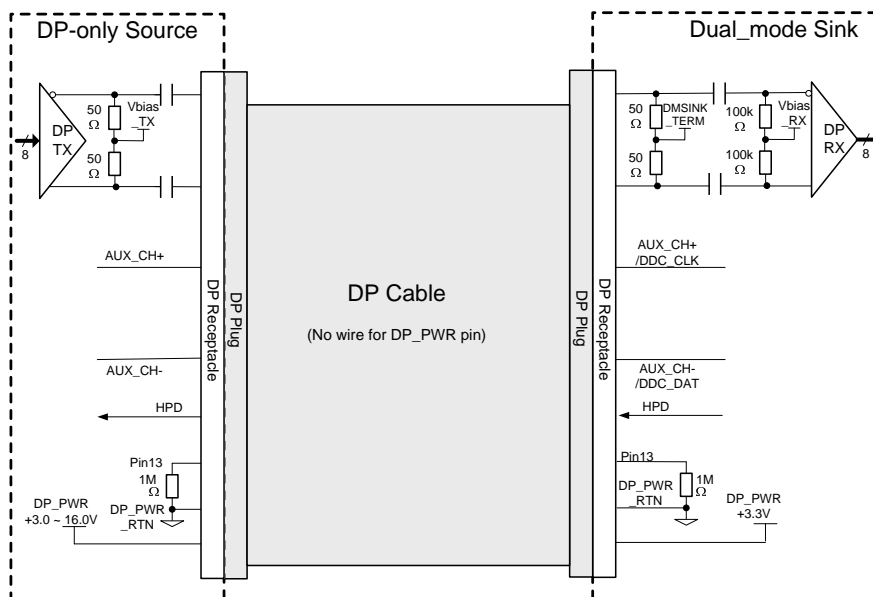 DP-only Source
Dual_mode Sink
DP
TX
8
50
Ω
50
Ω
Vbias
_TX
AUX_CH+
AUX_CH-
HPD
Pin13
1M
Ω
DP_PWR
+3.0 ~ 16.0V
DP_PWR
_RTN
DP Receptacle
DP Plug
DP Cable
(No wire for DP_PWR pin)
DP Plug
DP Receptacle
50
Ω
50
Ω
DMSINK
_TERM
100k
Ω
100k
Ω
Vbias
_RX
DP
RX
8
AUX_CH+
/DDC_CLK
AUX_CH-
/DDC_DAT
HPD
Pin13
1M
Ω
DP_PWR
_RTN
DP_PWR
+3.3V